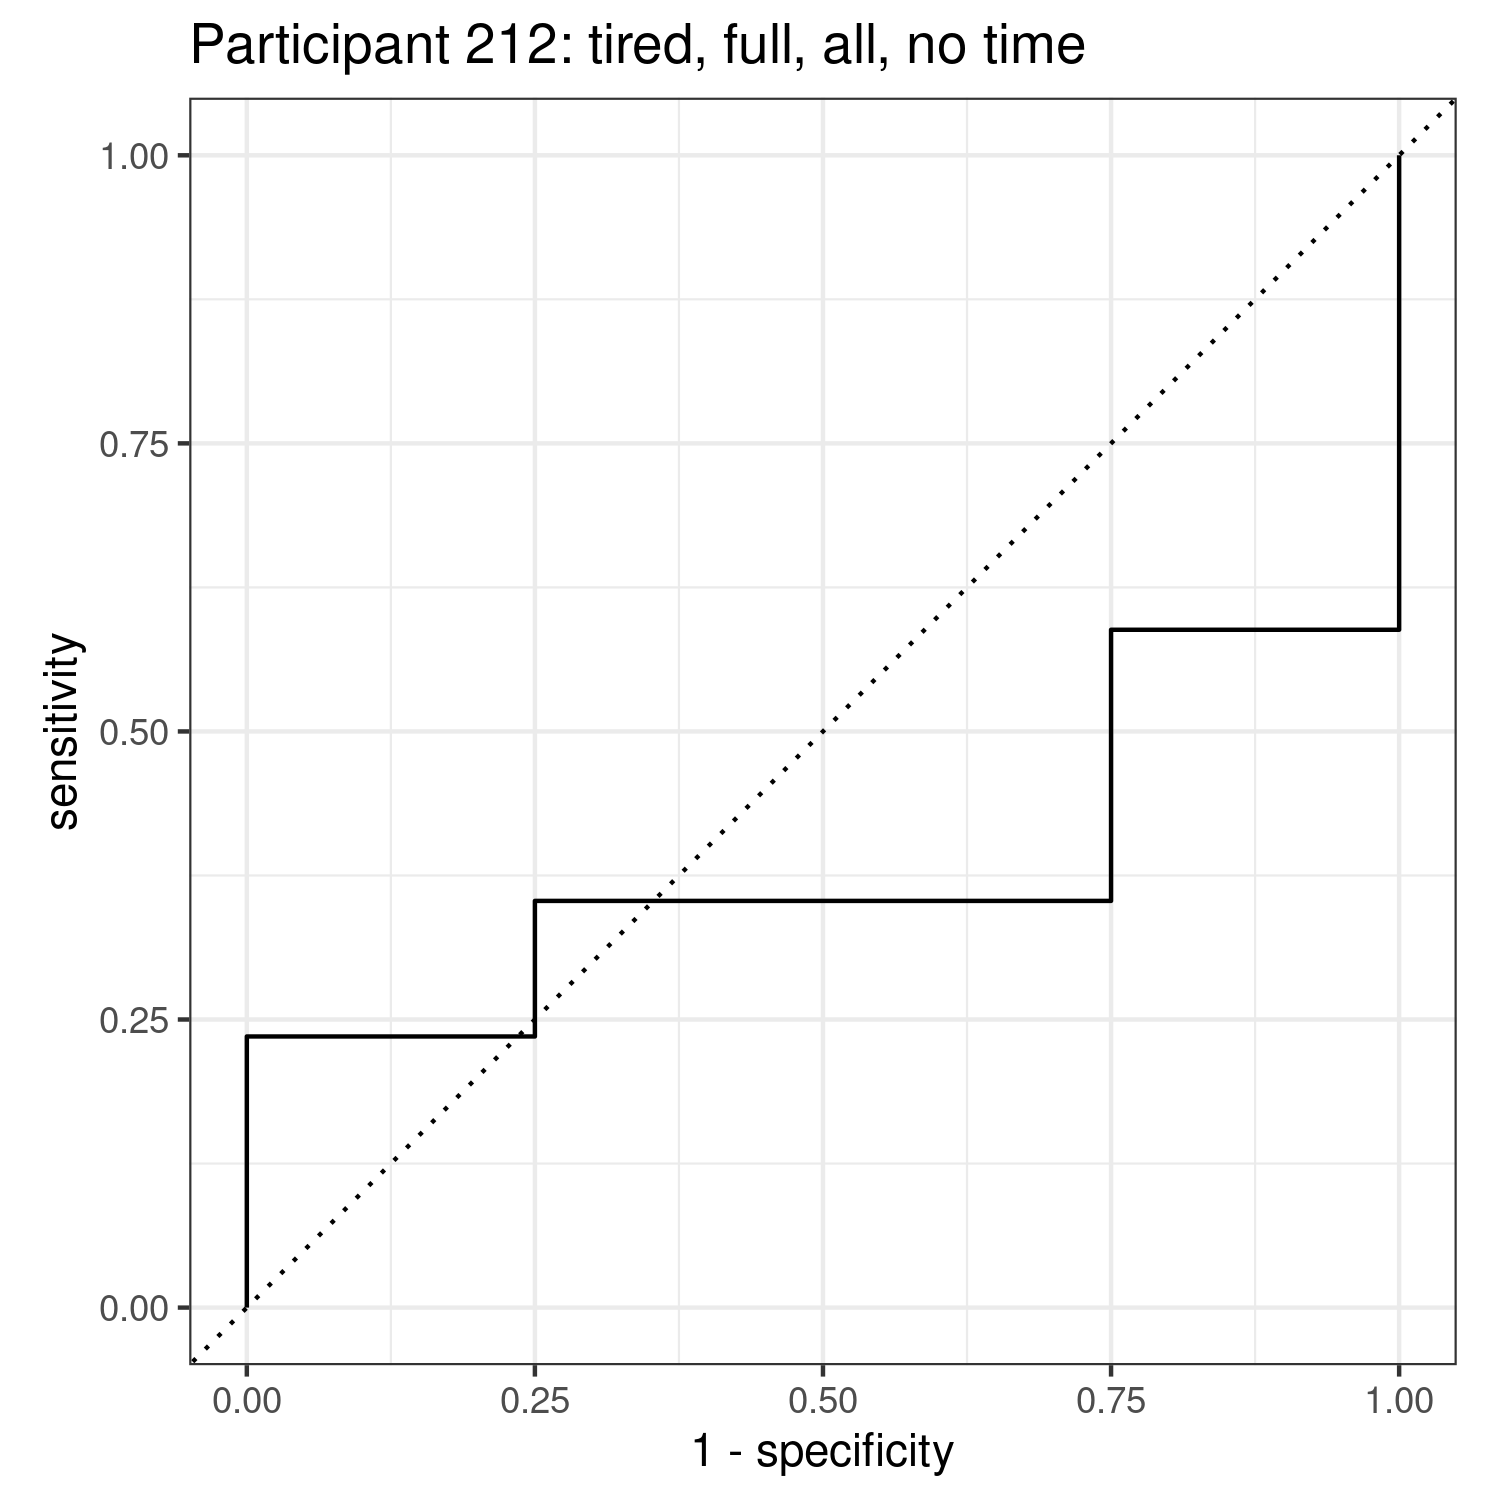 Participant 212: tired, full, all, no time
1.00
0.75
0.50
0.25
0.00
sensitivity
0.00 0.25 0.50 0.75 1.00
1 - specificity